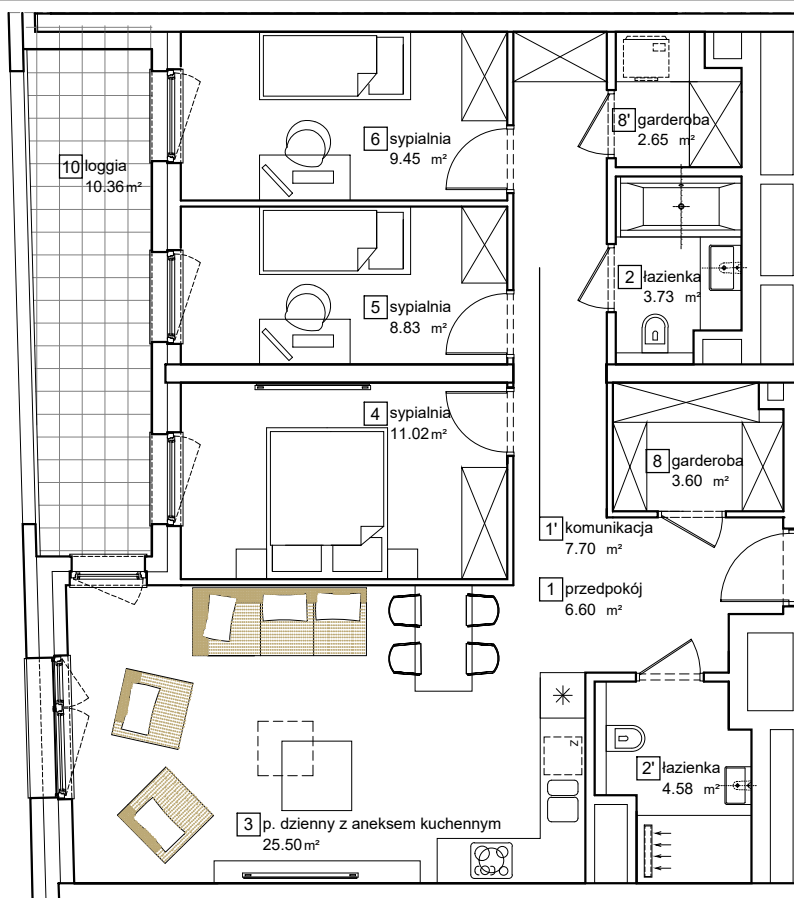 6 sypialnia
9.45 m²
8' garderoba
2.65 m²
10 loggia
10.36 m²
2 łazienka
3.73 m²
5 sypialnia
8.83 m²
4 sypialnia
11.02 m²
8 garderoba
3.60 m²
1' komunikacja
7.70 m²
1 przedpokój
6.60 m²
Z
2' łazienka
4.58 m²
3 p. dzienny z aneksem kuchennym
25.50 m²